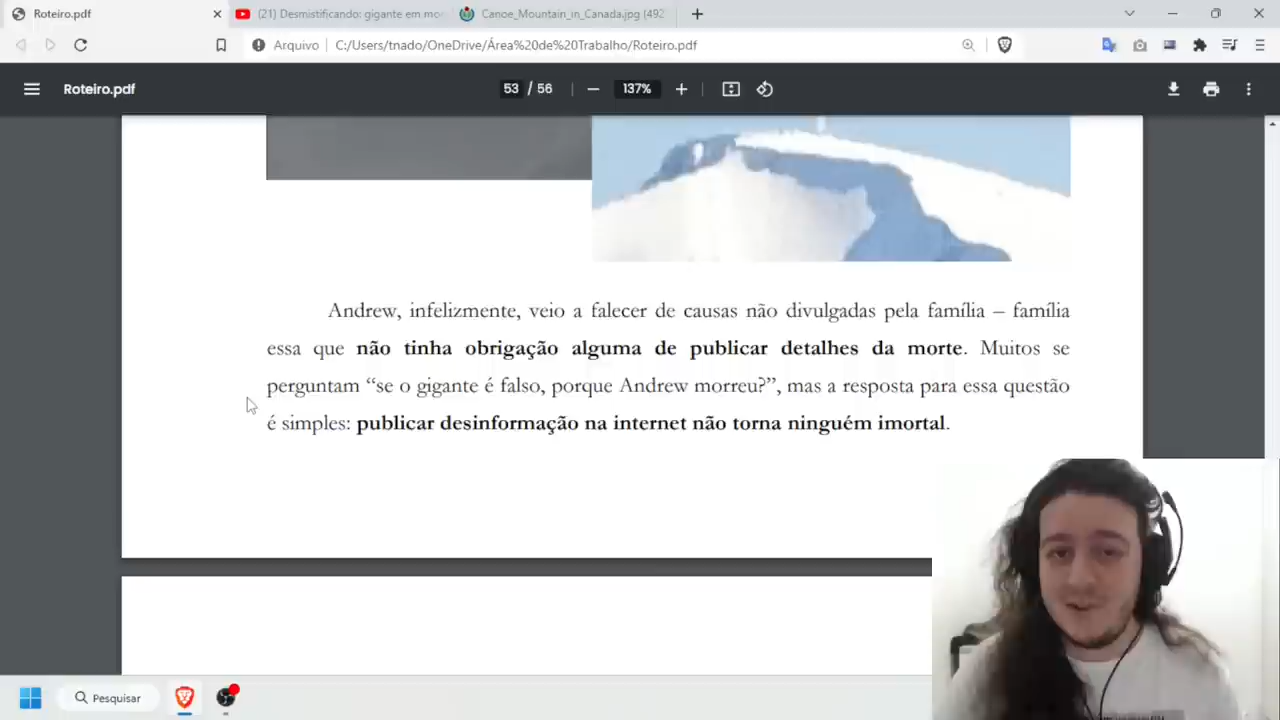 Roteiro.pdf
(21) Desmistificando: gigante em mo
Canoe_Mountain_in_Canada.jpg (492
Arquivo C:/Users/tnado/OneDrive/Área%20de%20Trabalho/Roteiro.pdf
Roteiro.pdf 53 / 56 137%
Andrew, infelizmente, veio a falecer de causas não divulgadas pela família – família
essa que não tinha obrigação alguma de publicar detalhes da morte. Muitos se
perguntam “se o gigante é falso, porque Andrew morreu?”, mas a resposta para essa questão
é simples: publicar desinformação na internet não torna ninguém imortal.
Pesquisar